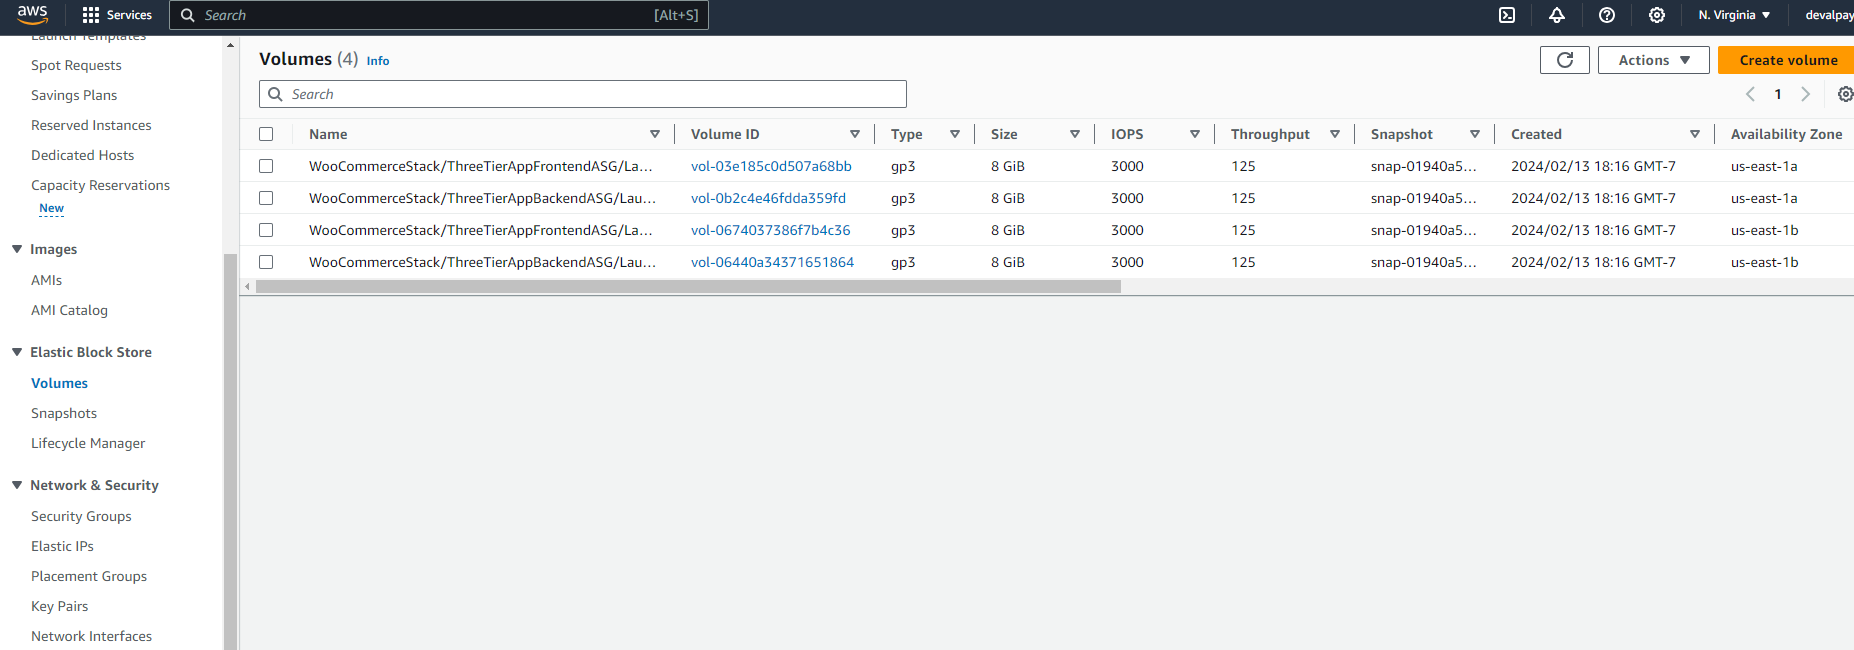 aws
Services
Search
[Alt+S]
N. Virginia
devalpay
Launch Templates
Spot Requests
Savings Plans
Reserved Instances
Dedicated Hosts
Capacity Reservations
New
Images
AMIs
AMI Catalog
Elastic Block Store
Volumes
Snapshots
Lifecycle Manager
Network & Security
Security Groups
Elastic IPs
Placement Groups
Key Pairs
Network Interfaces
Volumes (4) Info
Actions
Create volume
Search
1
Name Volume ID Type Size IOPS Throughput Snapshot Created Availability Zone
WooCommerceStack/ThreeTierAppFrontendASG/La... vol-03e185c0d507a68bb gp3 8 GiB 3000 125 snap-01940a5... 2024/02/13 18:16 GMT-7 us-east-1a
WooCommerceStack/ThreeTierAppBackendASG/Lau... vol-0b2c4e46fdda359fd gp3 8 GiB 3000 125 snap-01940a5... 2024/02/13 18:16 GMT-7 us-east-1a
WooCommerceStack/ThreeTierAppFrontendASG/La... vol-0674037386f7b4c36 gp3 8 GiB 3000 125 snap-01940a5... 2024/02/13 18:16 GMT-7 us-east-1b
WooCommerceStack/ThreeTierAppBackendASG/Lau... vol-06440a34371651864 gp3 8 GiB 3000 125 snap-01940a5... 2024/02/13 18:16 GMT-7 us-east-1b